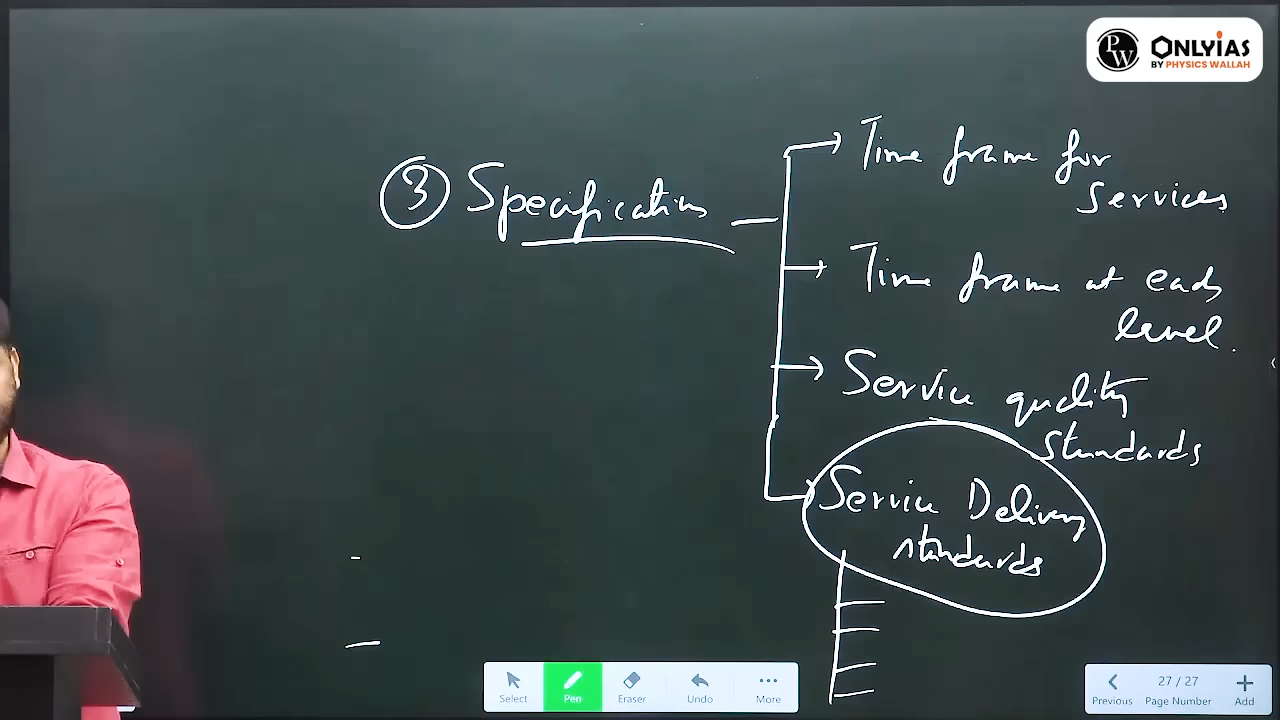 PW ONLYIAS
BY PHYSICS WALLAH
③ Specification
Time frame for
services
Time frame at each
level.
Service quality
standards
Service Delivery
standards
Select
Pen
Eraser
Undo
More
27 / 27
Previous
Page Number
Add